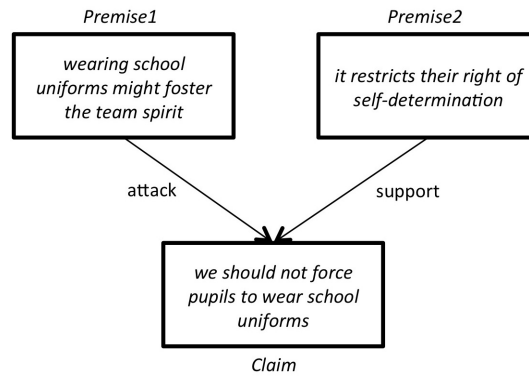 Premise1
Premise2
wearing school
uniforms might foster
the team spirit
it restricts their right of
self-determination
attack
support
we should not force
pupils to wear school
uniforms
Claim